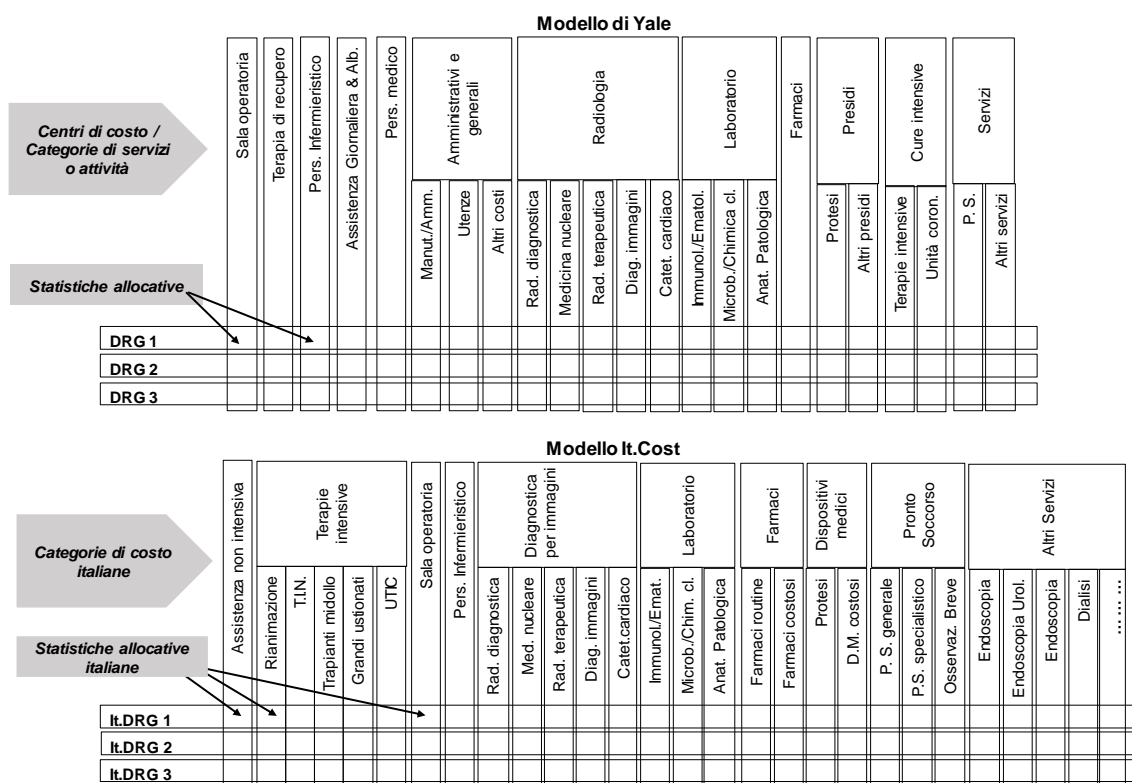 Modello di Yale
Centri di costo /
Categorie di servizi
o attività
Sala operatoria
Terapia di recupero
Pers. Infermieristico
Assistenza Giornaliera & Alb.
Pers. medico
Amministrativi e
generali
Manut./Amm.
Utenze
Altri costi
Radiologia
Rad. diagnostica
Medicina nucleare
Rad. terapeutica
Diag. immagini
Catet. cardiaco
Laboratorio
Immunol./Ematol.
Microb./Chimica cl.
Anat. Patologica
Farmaci
Presidi
Protesi
Altri presidi
Cure intensive
Terapie intensive
Unità coron.
Servizi
P. S.
Altri servizi
Statistiche allocative
DRG 1
DRG 2
DRG 3
Modello It.Cost
Categorie di costo
italiane
Assistenza non intensiva
Terapie
intensive
Rianimazione
T.I.N.
Trapianti midollo
Grandi ustionati
UTIC
Sala operatoria
Pers. Infermieristico
Diagnostica
per immagini
Rad. diagnostica
Med. nucleare
Rad. terapeutica
Diag. immagini
Catet.cardiaco
Laboratorio
Immunol./Emat.
Microb./Chim. cl.
Anat. Patologica
Farmaci
Farmaci routine
Farmaci costosi
Dispositivi
medici
Protesi
D.M. costosi
Pronto
Soccorso
P. S. generale
P.S. specialistico
Osservaz. Breve
Altri Servizi
Endoscopia
Endoscopia Urol.
Endoscopia
Dialisi
... ... ...
Statistiche allocative
italiane
It.DRG 1
It.DRG 2
It.DRG 3